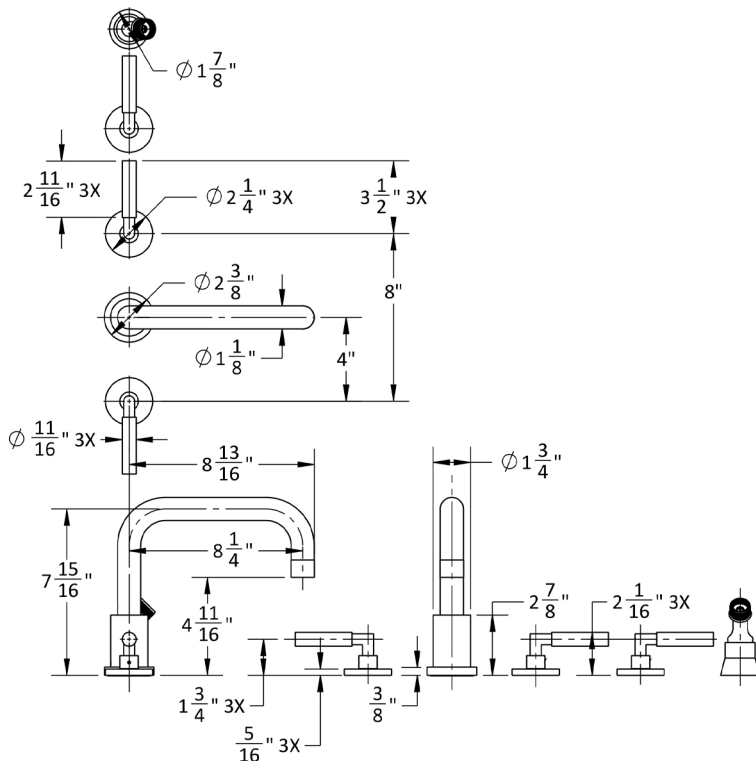 ∅ 1 7/8"
2 11/16" 3X
∅ 2 1/4" 3X
3 1/2" 3X
∅ 2 3/8"
8"
∅ 1 1/8"
4"
∅ 11/16" 3X
8 13/16"
∅ 1 3/4"
8 1/4"
7 15/16"
4 11/16"
2 7/8"
2 1/16" 3X
1 3/4" 3X
3/8"
5/16" 3X